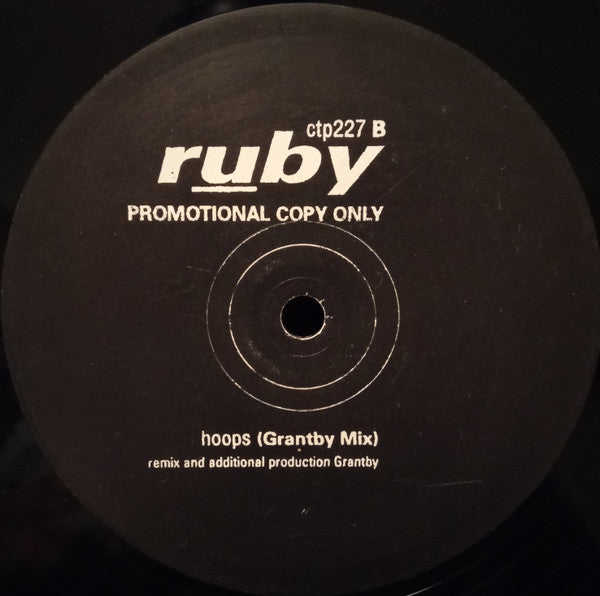 ctp227 B
ruby
PROMOTIONAL COPY ONLY
hoops (Grantby Mix)
remix and additional production Grantby